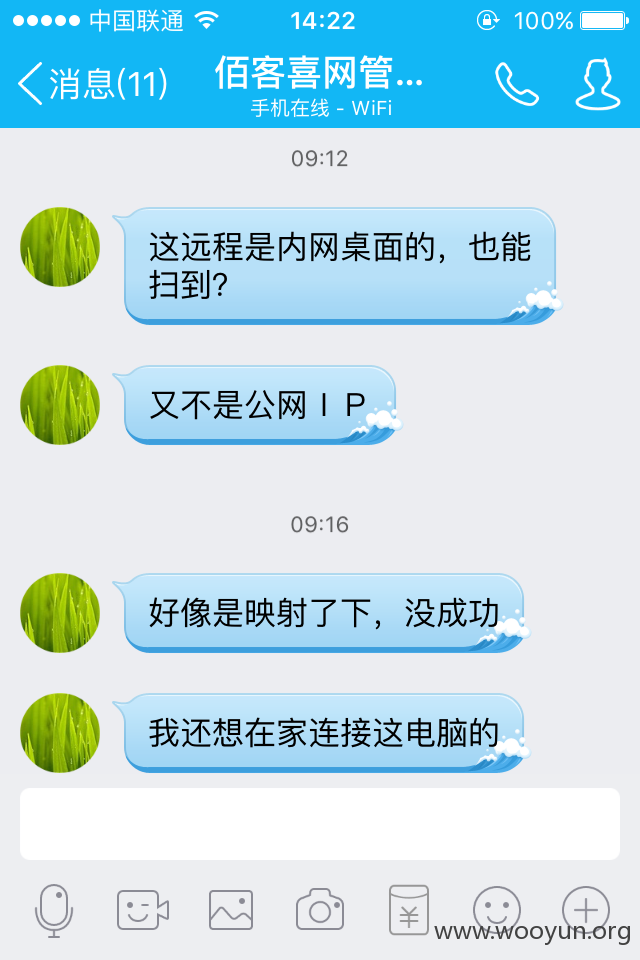 中国联通 14:22 100%
消息(11) 佰客喜网管...
手机在线 - WiFi
09:12
这远程是内网桌面的，也能
扫到？
又不是公网ＩＰ
09:16
好像是映射了下，没成功
我还想在家连接这电脑的
¥
www.wooyun.org